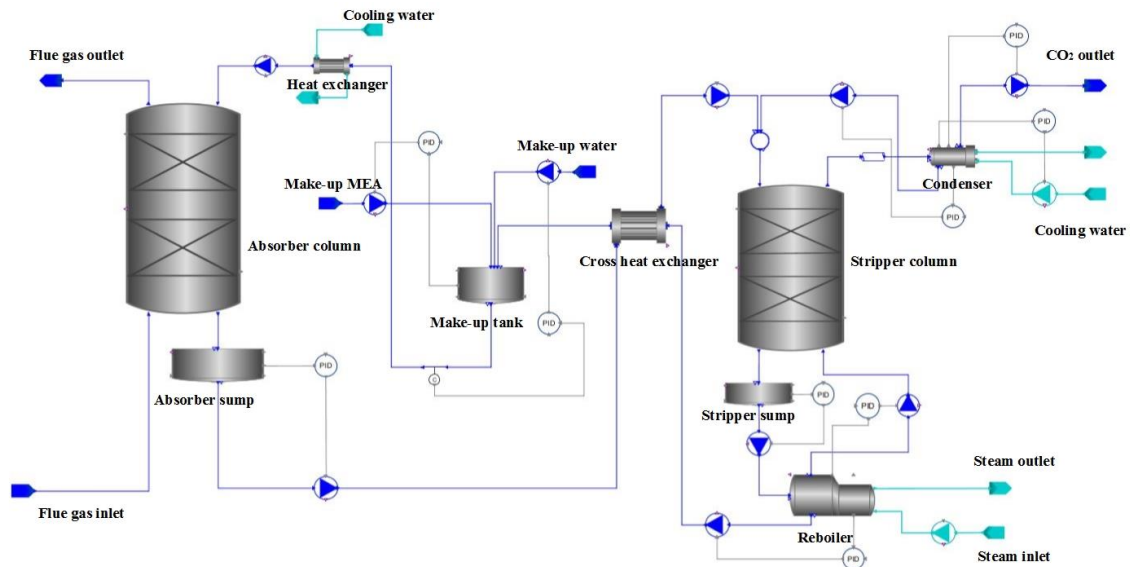 Cooling water
Flue gas outlet
Heat exchanger
PID
CO₂ outlet
PID
PID
Make-up water
Make-up MEA
Absorber column
Cross heat exchanger
Condenser
PID
Cooling water
Stripper column
Make-up tank
PID
PID
Absorber sump
C
PID
PID
Stripper sump
Steam outlet
Flue gas inlet
Reboiler
PID
Steam inlet